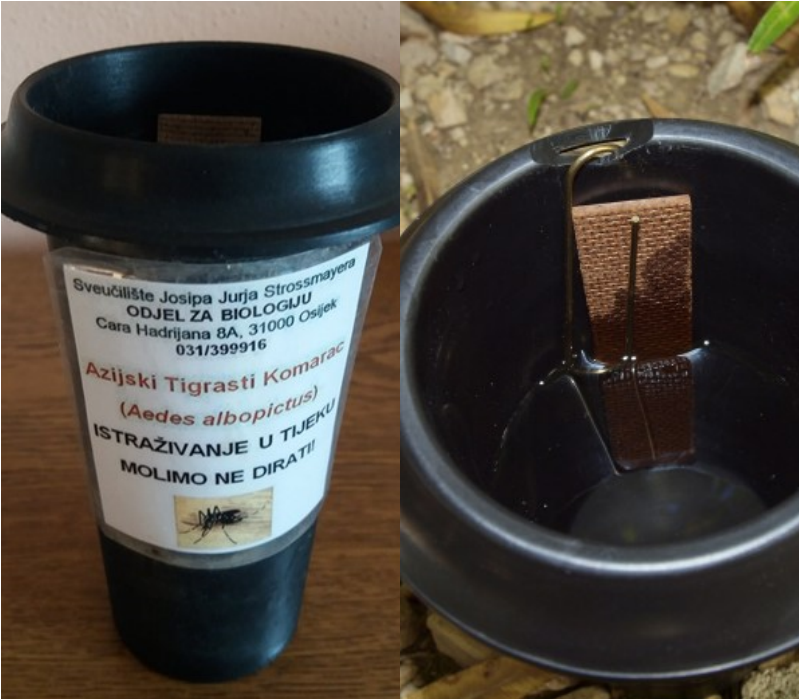 Sveučilište Josipa Jurja Strossmayera
ODJEL ZA BIOLOGIJU
Cara Hadrijana 8A, 31000 Osijek
031/399916
Azijski Tigrasti Komarac
(Aedes albopictus)
ISTRAŽIVANJE U TIJEKU
MOLIMO NE DIRATI!